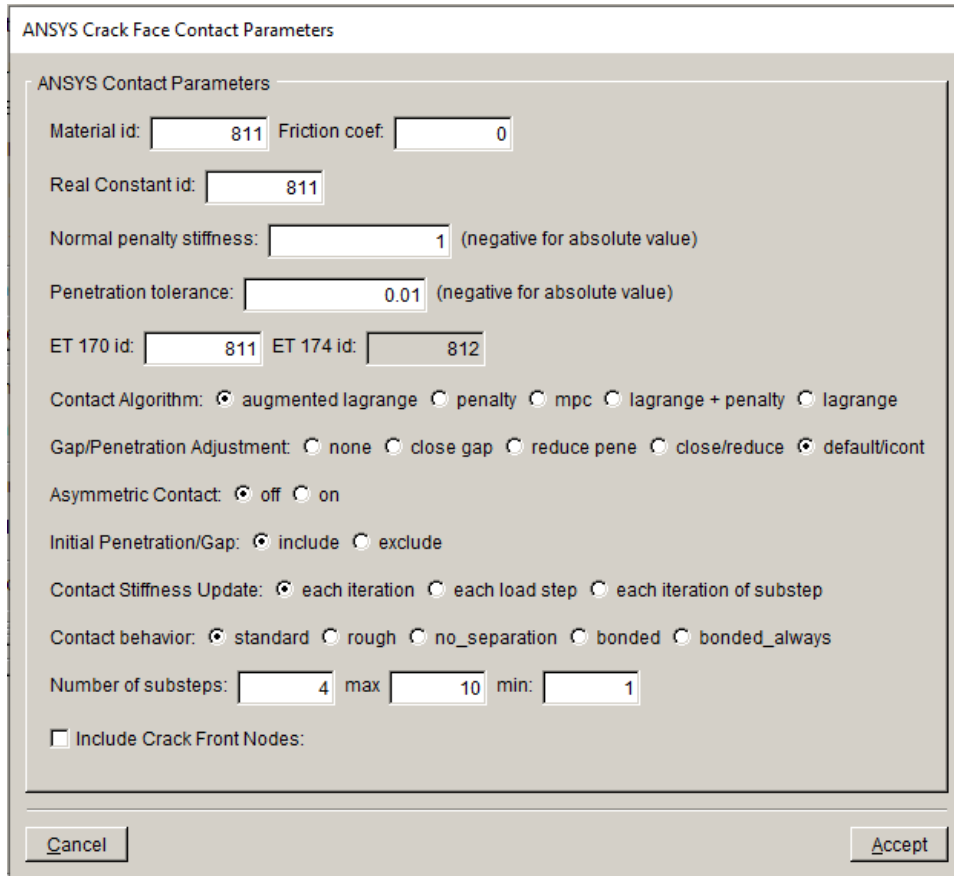 ANSYS Crack Face Contact Parameters
ANSYS Contact Parameters
Material id: 811 Friction coef: 0
Real Constant id: 811
Normal penalty stiffness: 1 (negative for absolute value)
Penetration tolerance: 0.01 (negative for absolute value)
ET 170 id: 811 ET 174 id: 812
Contact Algorithm: augmented lagrange penalty mpc lagrange + penalty lagrange
Gap/Penetration Adjustment: none close gap reduce pene close/reduce default/icont
Asymmetric Contact: off on
Initial Penetration/Gap: include exclude
Contact Stiffness Update: each iteration each load step each iteration of substep
Contact behavior: standard rough no_separation bonded bonded_always
Number of substeps: 4 max 10 min: 1
Include Crack Front Nodes:
Cancel Accept